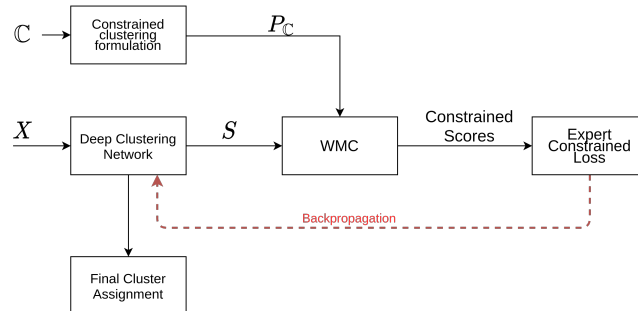 ℂ
Constrained
clustering
formulation
P_ℂ
X
Deep Clustering
Network
S
WMC
Constrained
Scores
Expert
Constrained
Loss
Backpropagation
Final Cluster
Assignment